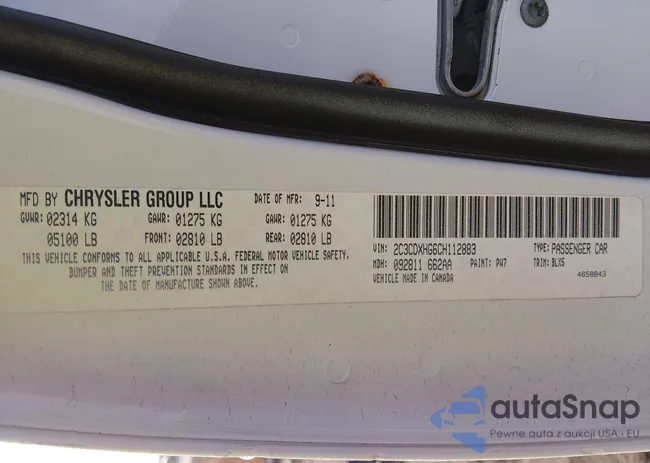 MFD BY CHRYSLER GROUP LLC DATE OF MFR: 9-11
GVWR: 02314 KG GAWR: 01275 KG GAWR: 01275 KG
05100 LB FRONT: 02810 LB REAR: 02810 LB
THIS VEHICLE CONFORMS TO ALL APPLICABLE U.S.A. FEDERAL MOTOR VEHICLE SAFETY,
BUMPER AND THEFT PREVENTION STANDARDS IN EFFECT ON
THE DATE OF MANUFACTURE SHOWN ABOVE.
VIN: 2C3CDXHG6CH112883 TYPE: PASSENGER CAR
MDH: 092811 662AA PAINT: PW7 TRIM: BLX5
VEHICLE MADE IN CANADA 4658843
autaSnap
Pewne auta z aukcji USA i EU